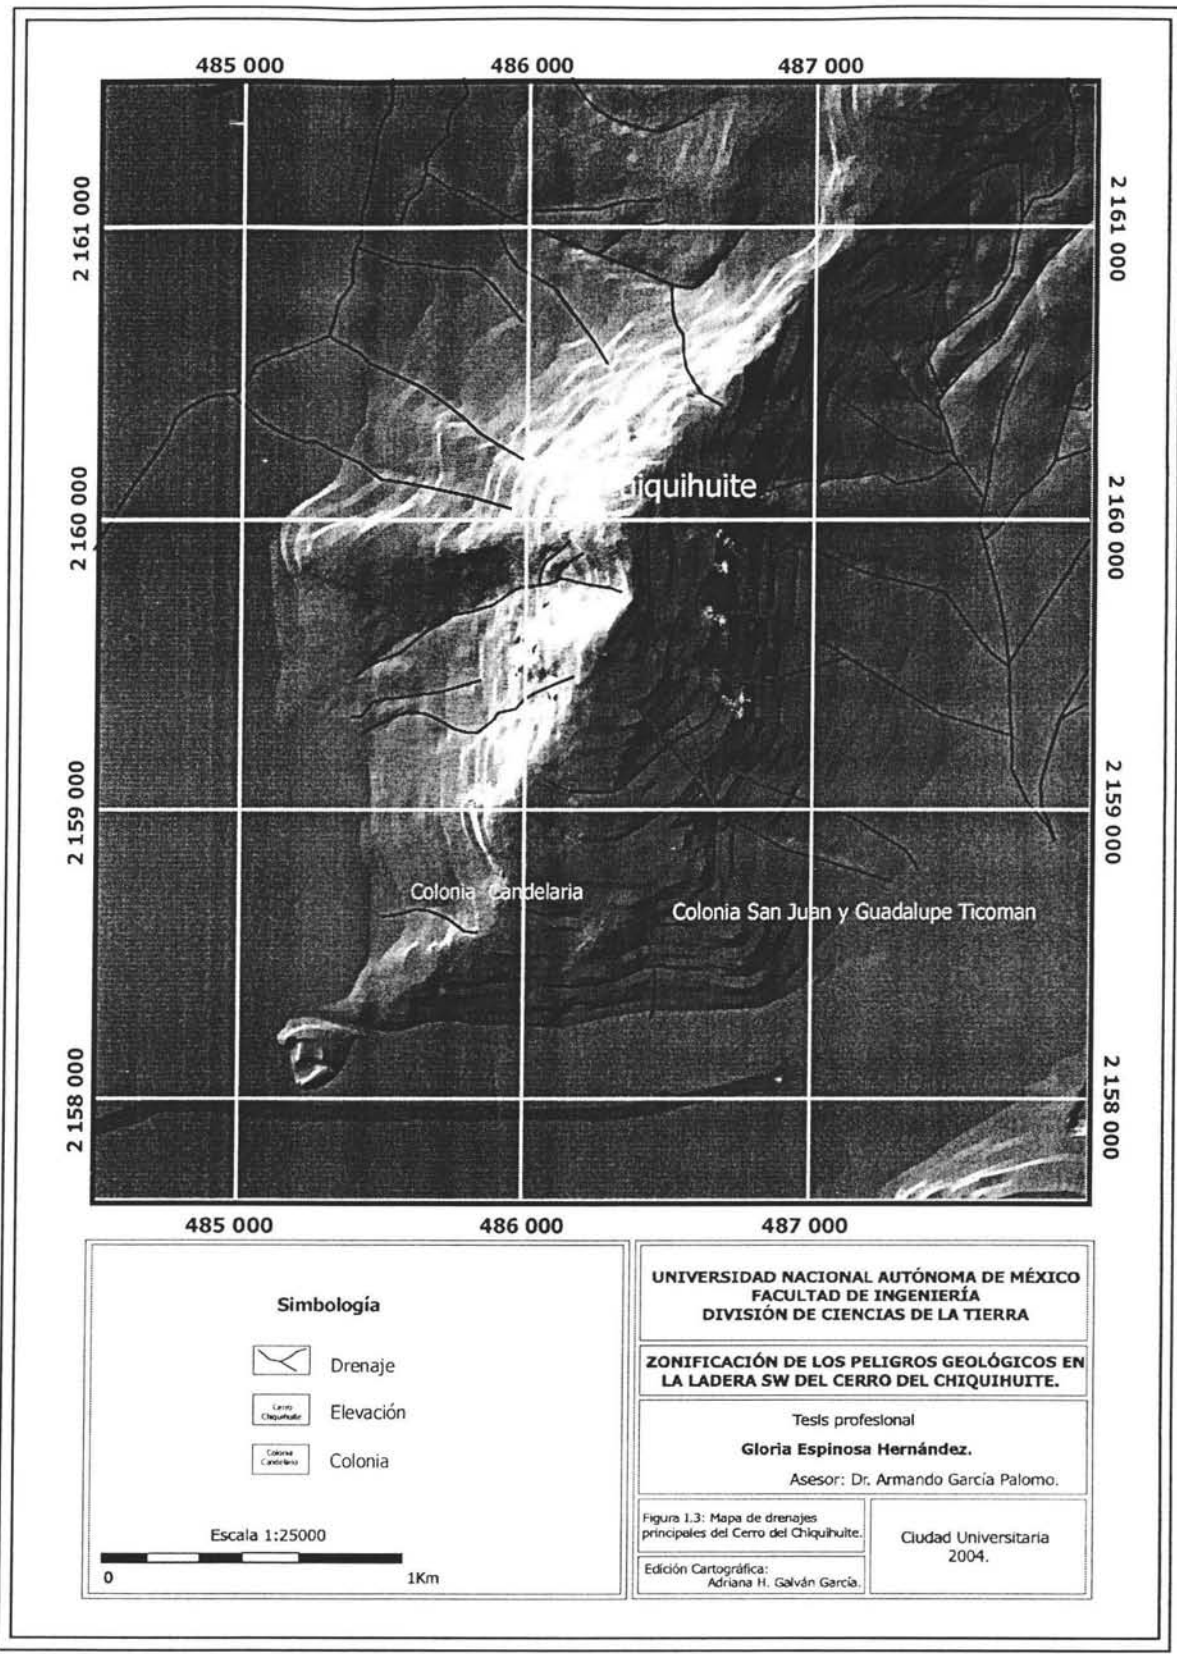 485 000 486 000 487 000
2 161 000
2 161 000
2 160 000
2 160 000
2 159 000
2 159 000
2 158 000
2 158 000
iquihuite
Colonia Candelaria
Colonia San Juan y Guadalupe Ticoman
485 000 486 000 487 000
Simbología
Drenaje
Cerro
Chiquihuite
Elevación
Colonia
Candelaria
Colonia
Escala 1:25000
0 1Km
UNIVERSIDAD NACIONAL AUTÓNOMA DE MÉXICO
FACULTAD DE INGENIERÍA
DIVISIÓN DE CIENCIAS DE LA TIERRA
ZONIFICACIÓN DE LOS PELIGROS GEOLÓGICOS EN
LA LADERA SW DEL CERRO DEL CHIQUIHUITE.
Tesis profesional
Gloria Espinosa Hernández.
Asesor: Dr. Armando García Palomo.
Figura I.3: Mapa de drenajes
principales del Cerro del Chiquihuite.
Edición Cartográfica:
Adriana H. Galván García.
Ciudad Universitaria
2004.